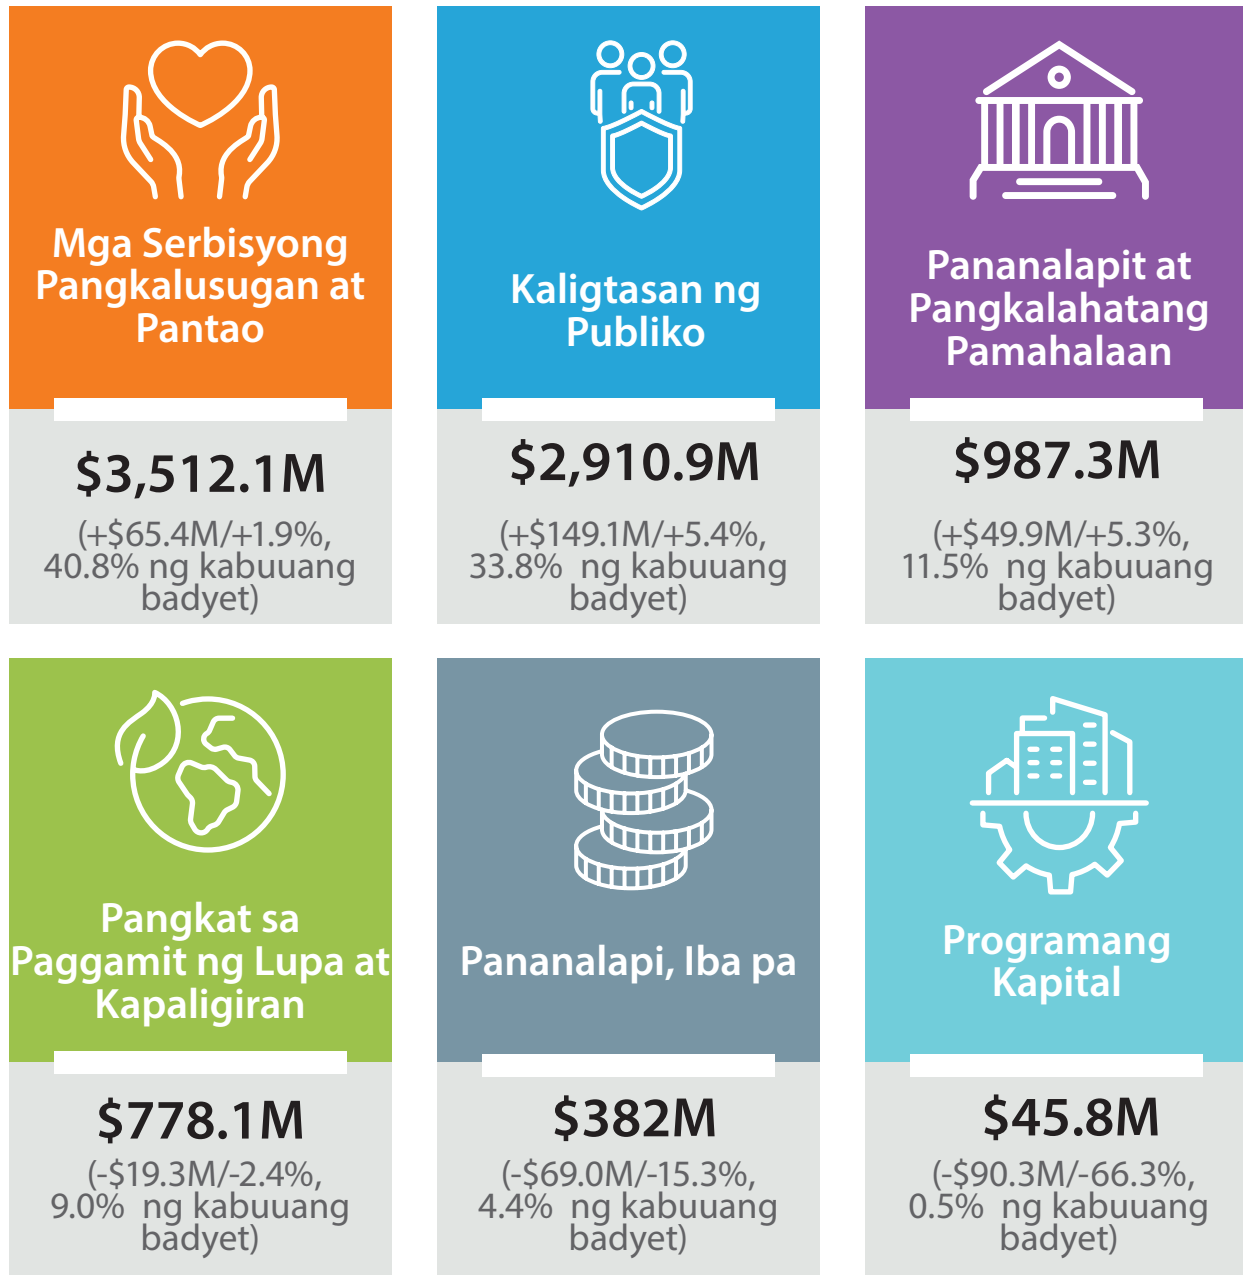 Mga Serbisyong
Pangkalusugan at
Pantao
$3,512.1M
(+$65.4M/+1.9%,
40.8% ng kabuuang
badyet)
Kaligtasan ng
Publiko
$2,910.9M
(+$149.1M/+5.4%,
33.8% ng kabuuang
badyet)
Pananalapit at
Pangkalahatang
Pamahalaan
$987.3M
(+$49.9M/+5.3%,
11.5% ng kabuuang
badyet)
Pangkat sa
Paggamit ng Lupa at
Kapaligiran
$778.1M
(-$19.3M/-2.4%,
9.0% ng kabuuang
badyet)
Pananalapi, Iba pa
$382M
(-$69.0M/-15.3%,
4.4% ng kabuuang
badyet)
Programang
Kapital
$45.8M
(-$90.3M/-66.3%,
0.5% ng kabuuang
badyet)